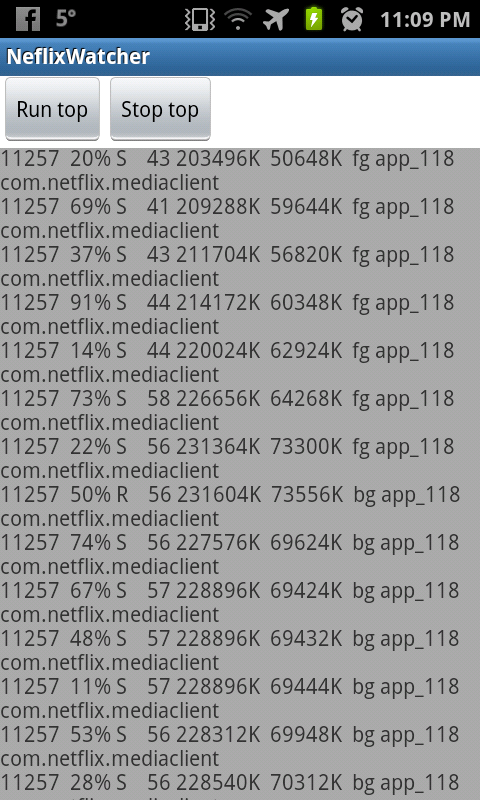 5° 11:09 PM
NeflixWatcher
Run top Stop top
11257 20% S 43 203496K 50648K fg app_118
com.netflix.mediaclient
11257 69% S 41 209288K 59644K fg app_118
com.netflix.mediaclient
11257 37% S 43 211704K 56820K fg app_118
com.netflix.mediaclient
11257 91% S 44 214172K 60348K fg app_118
com.netflix.mediaclient
11257 14% S 44 220024K 62924K fg app_118
com.netflix.mediaclient
11257 73% S 58 226656K 64268K fg app_118
com.netflix.mediaclient
11257 22% S 56 231364K 73300K fg app_118
com.netflix.mediaclient
11257 50% R 56 231604K 73556K bg app_118
com.netflix.mediaclient
11257 74% S 56 227576K 69624K bg app_118
com.netflix.mediaclient
11257 67% S 57 228896K 69424K bg app_118
com.netflix.mediaclient
11257 48% S 57 228896K 69432K bg app_118
com.netflix.mediaclient
11257 11% S 57 228896K 69444K bg app_118
com.netflix.mediaclient
11257 53% S 56 228312K 69948K bg app_118
com.netflix.mediaclient
11257 28% S 56 228540K 70312K bg app_118